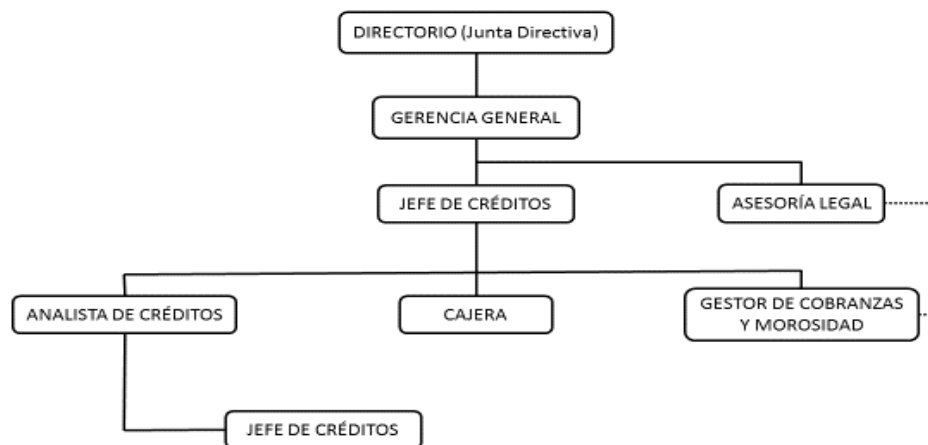 DIRECTORIO (Junta Directiva)
GERENCIA GENERAL
JEFE DE CRÉDITOS
ASESORÍA LEGAL
ANALISTA DE CRÉDITOS
CAJERA
GESTOR DE COBRANZAS
Y MOROSIDAD
JEFE DE CRÉDITOS